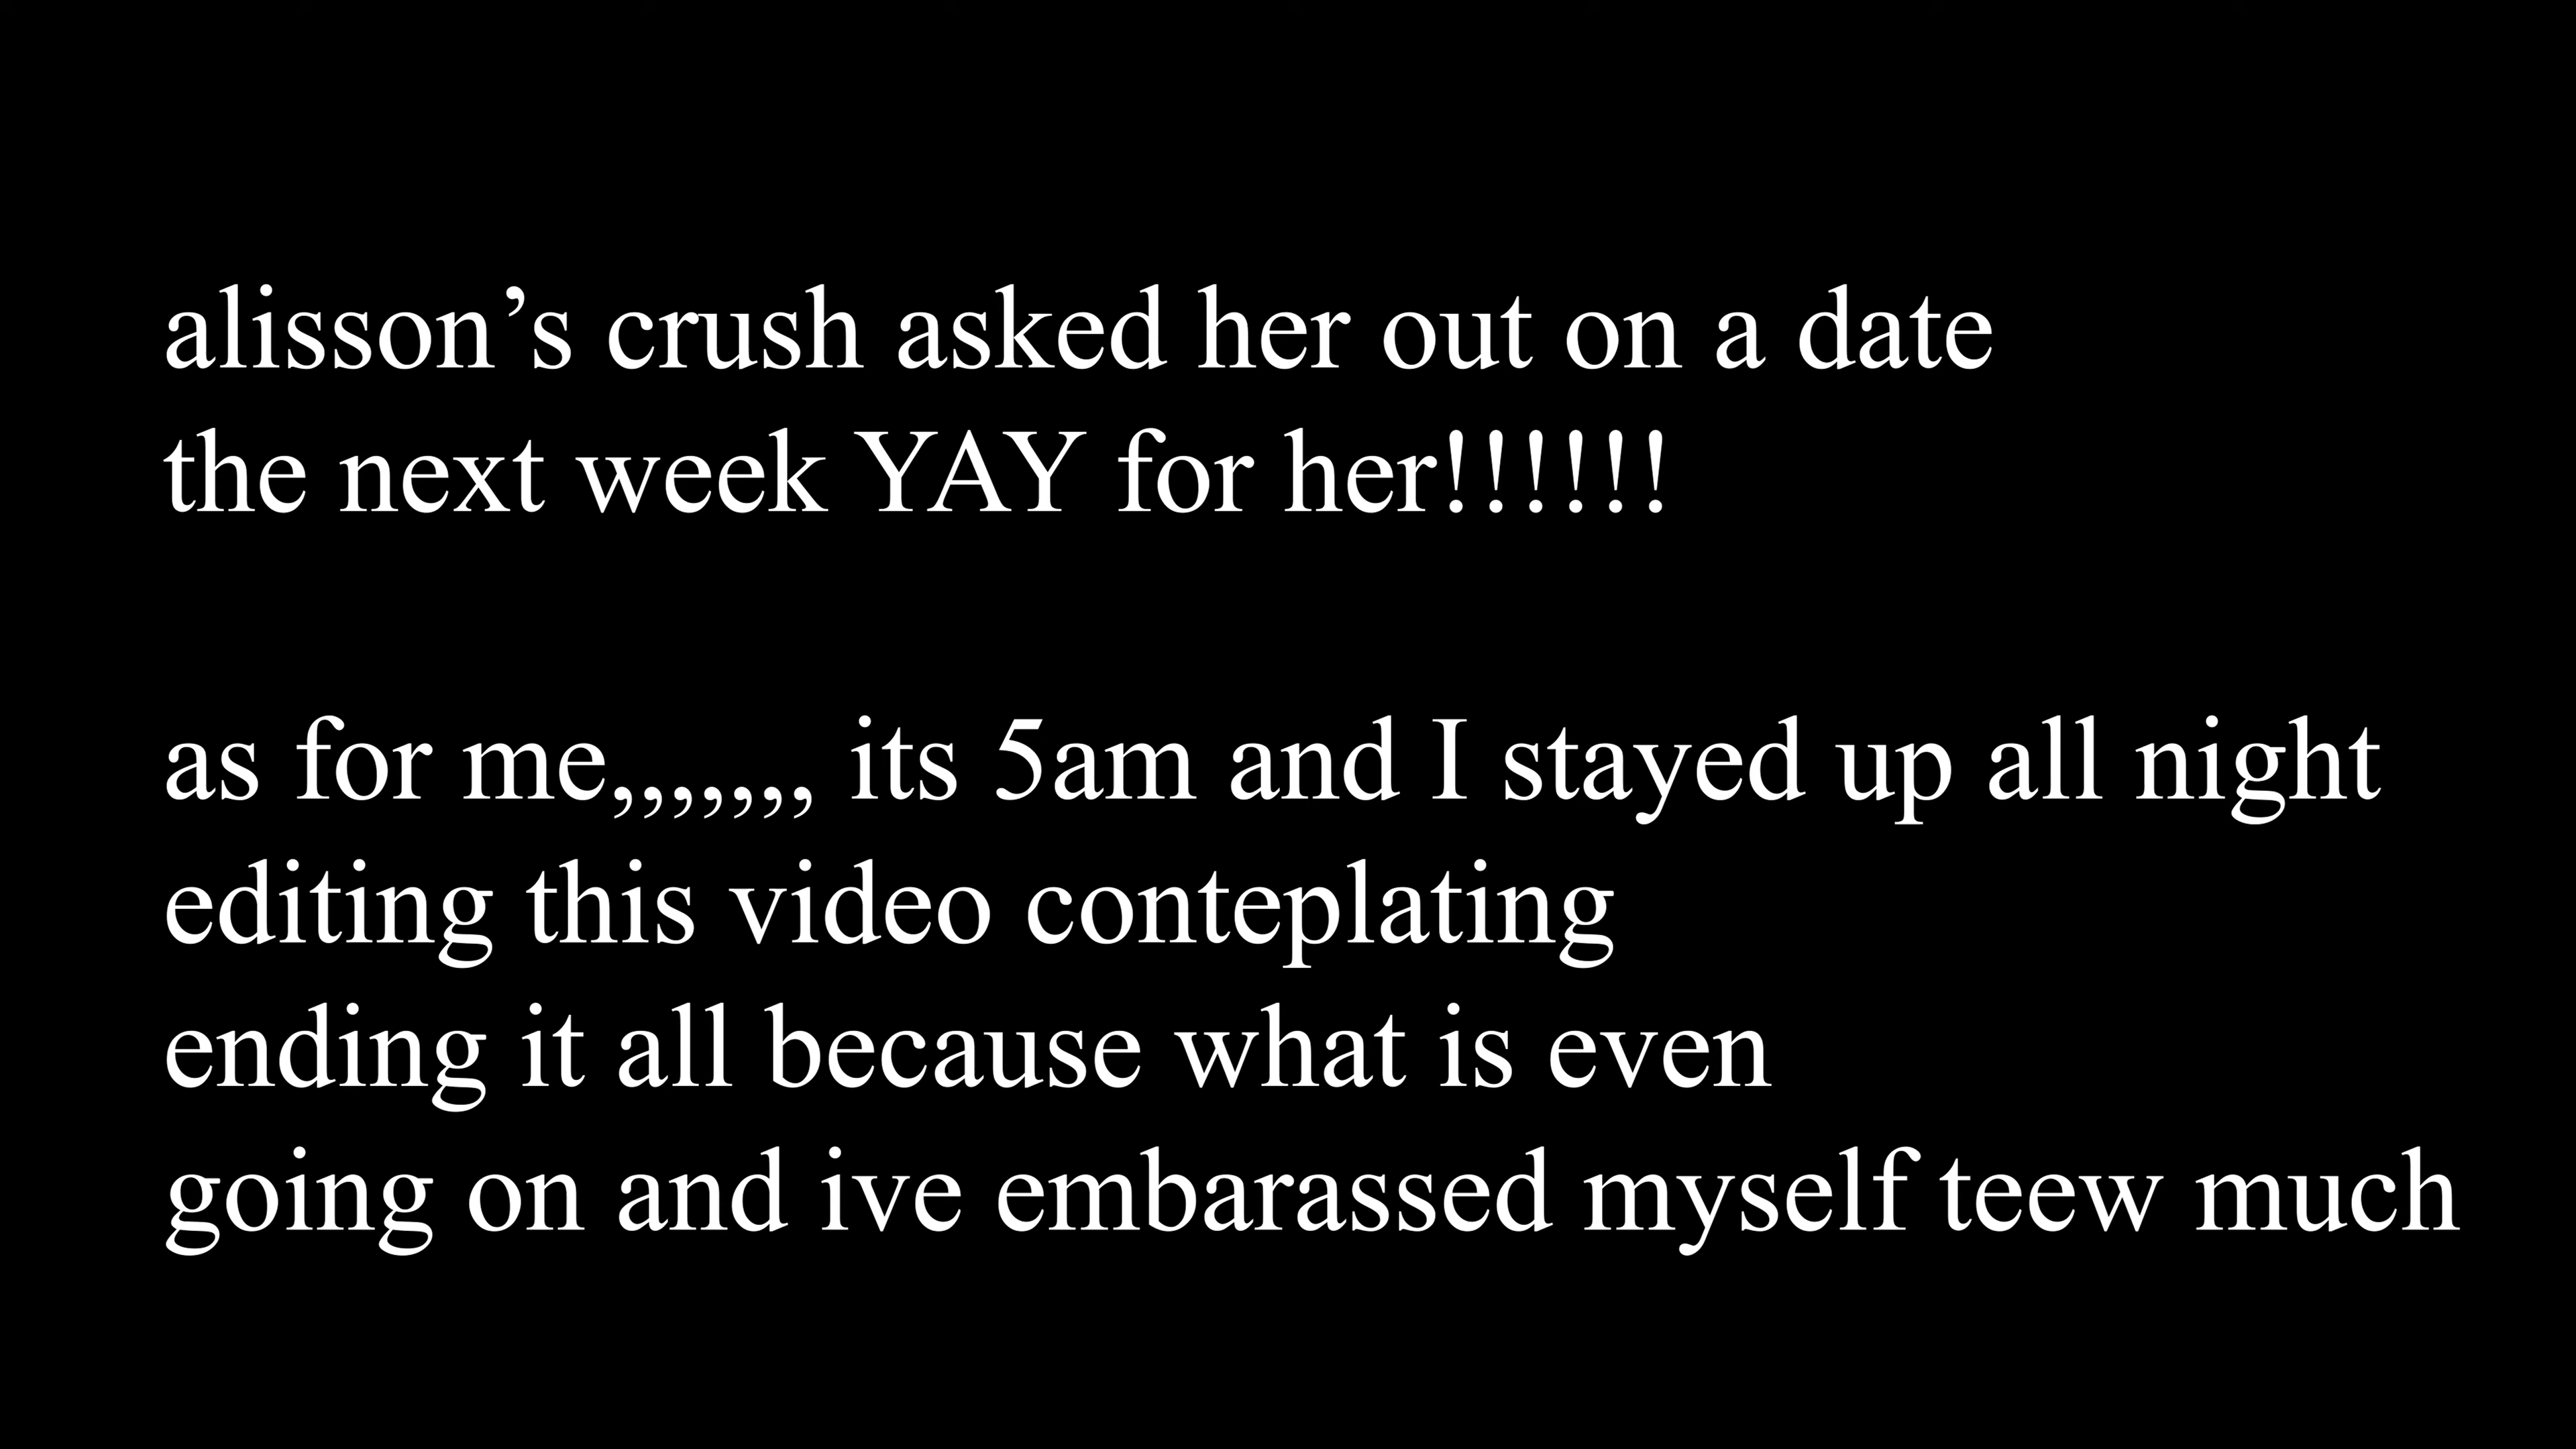 alisson’s crush asked her out on a date
the next week YAY for her!!!!!!
as for me,,,,,,, its 5am and I stayed up all night
editing this video conteplating
ending it all because what is even
going on and ive embarassed myself teew much